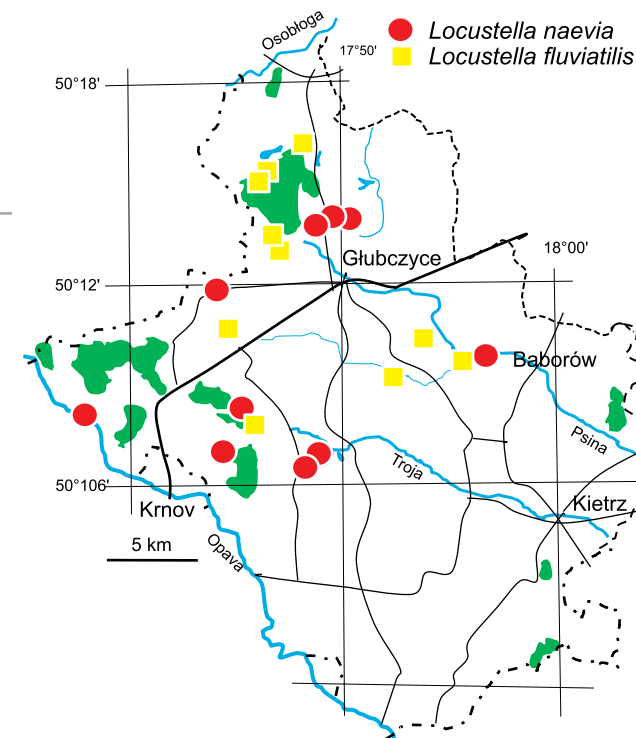 Osobłoga
Locustella naevia
Locustella fluviatilis
17°50'
50°18'
Głubczyce
18°00'
50°12'
Baborów
Psina
Troja
50°106'
Krnov
Kietrz
5 km
Opava